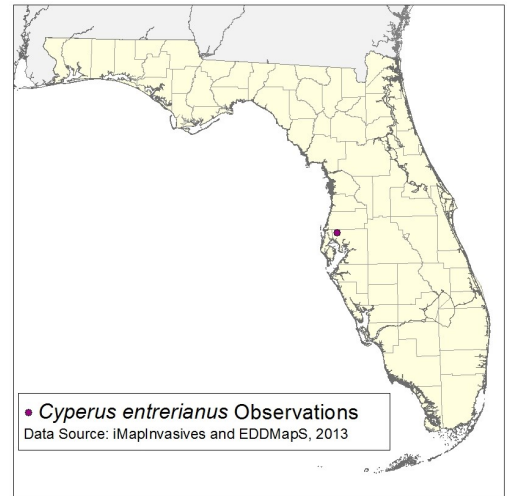 Cyperus entrerianus Observations
Data Source: iMapInvasives and EDDMapS, 2013